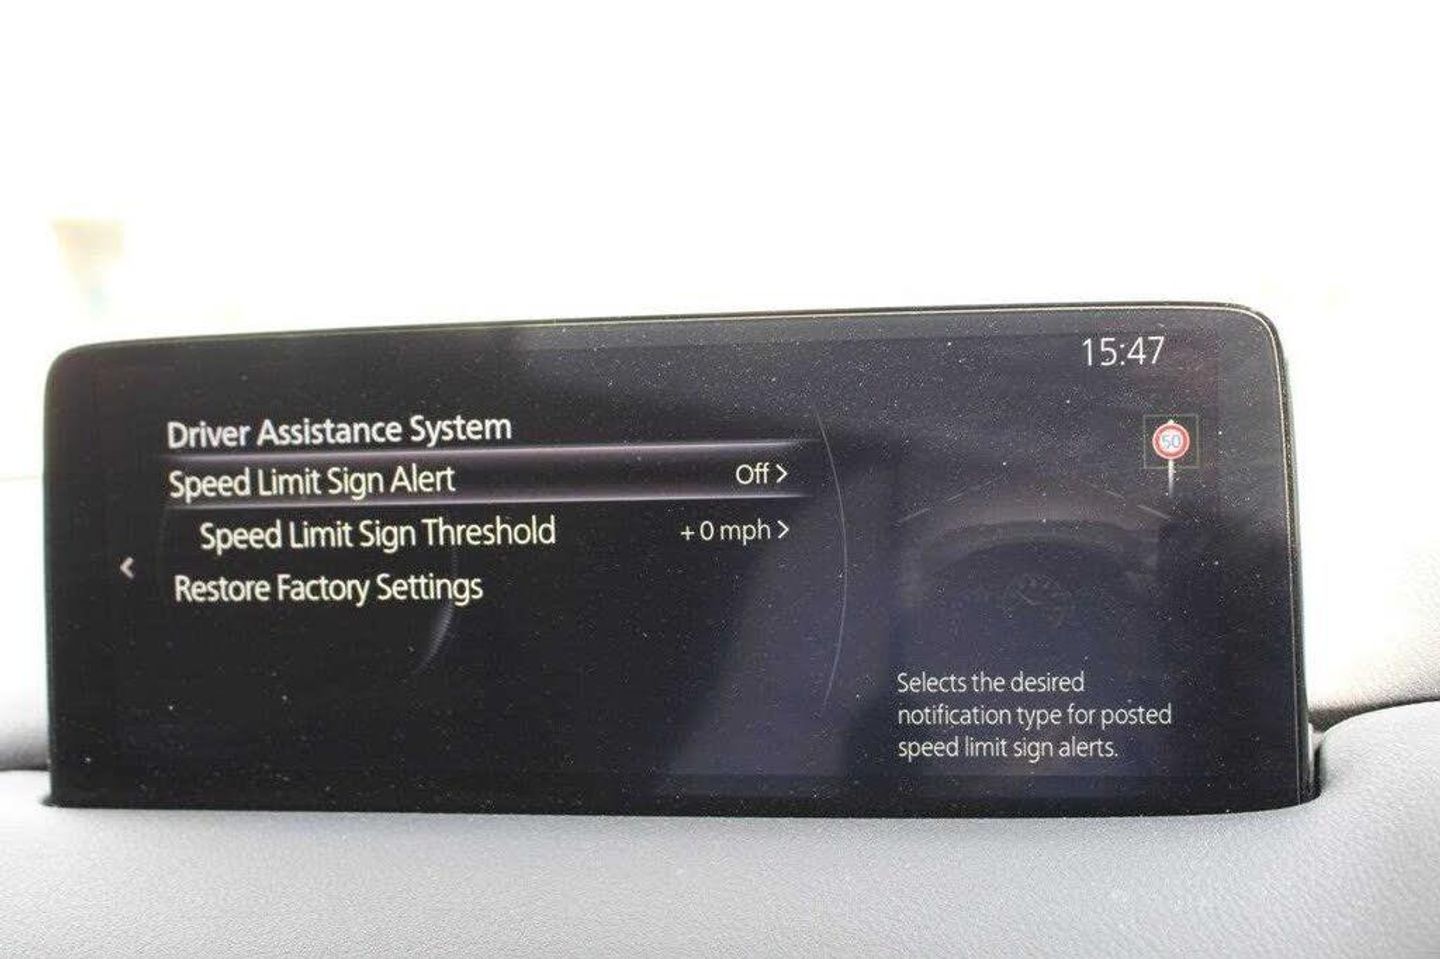 15:47
Driver Assistance System
50
Speed Limit Sign Alert Off >
Speed Limit Sign Threshold + 0 mph >
<
Restore Factory Settings
Selects the desired
notification type for posted
speed limit sign alerts.